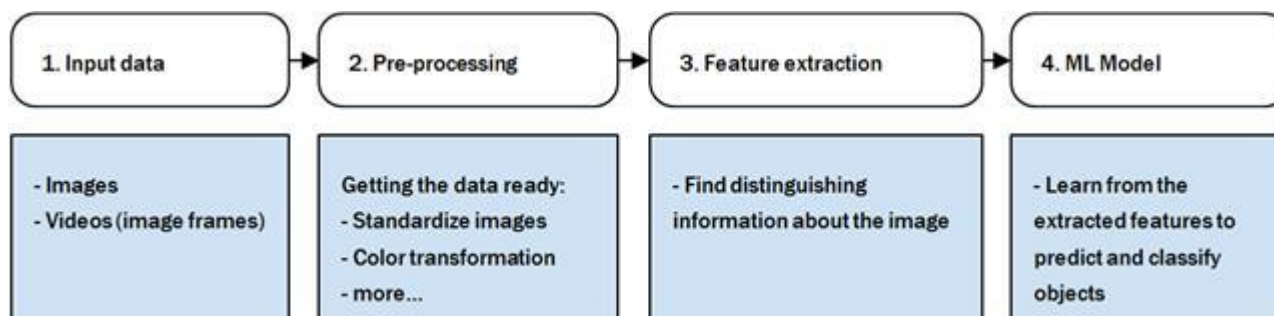 1. Input data
2. Pre-processing
3. Feature extraction
4. ML Model
- Images
- Videos (image frames)
Getting the data ready:
- Standardize images
- Color transformation
- more...
- Find distinguishing
information about the image
- Learn from the
extracted features to
predict and classify
objects